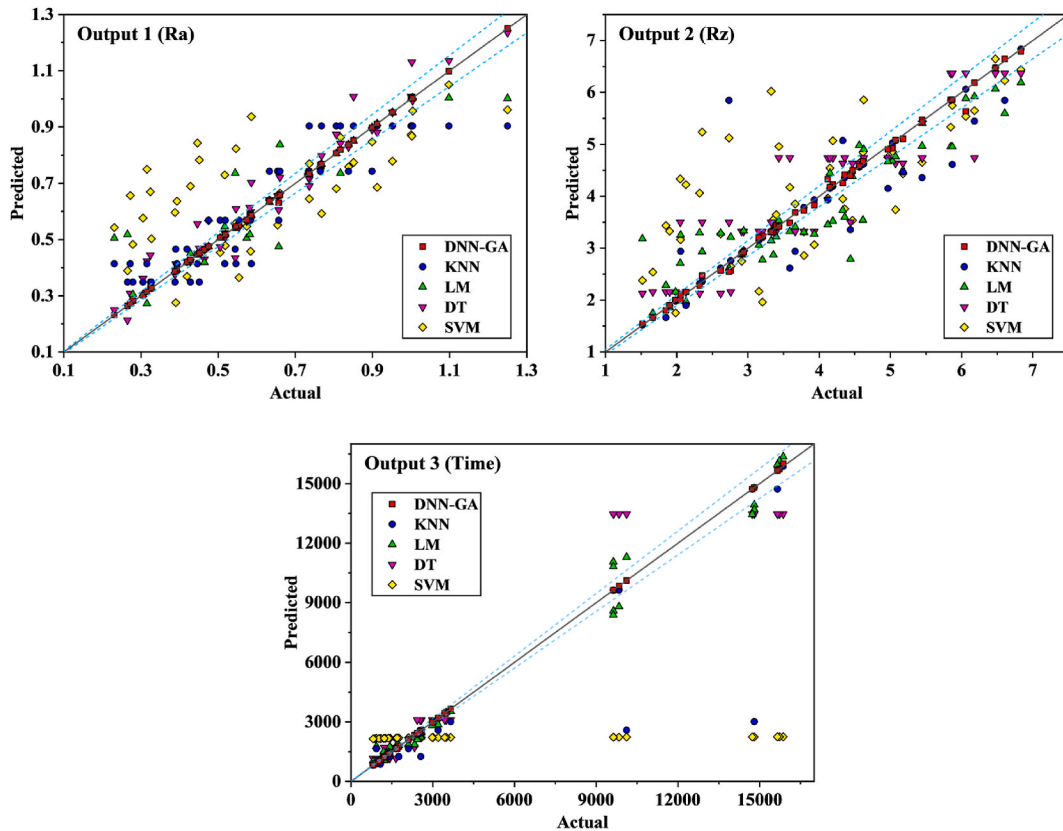 Output 1 (Ra)
Predicted
1.3
1.1
0.9
0.7
0.5
0.3
0.1
DNN-GA
KNN
LM
DT
SVM
0.1 0.3 0.5 0.7 0.9 1.1 1.3
Actual
Output 2 (Rz)
Predicted
7
6
5
4
3
2
1
DNN-GA
KNN
LM
DT
SVM
1 2 3 4 5 6 7
Actual
Output 3 (Time)
Predicted
15000
12000
9000
6000
3000
0
DNN-GA
KNN
LM
DT
SVM
0 3000 6000 9000 12000 15000
Actual